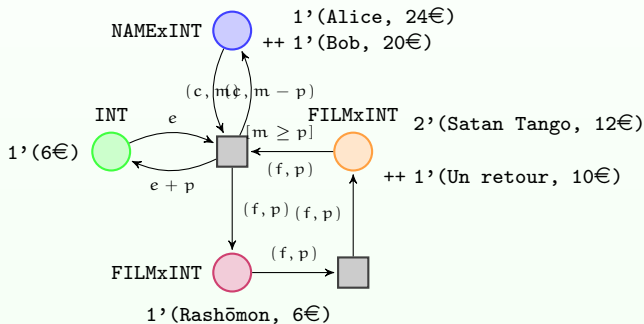 1’(Alice, 24€)
NAMExINT
++ 1’(Bob, 20€)
(c, m)
(c, m − p)
INT
e
FILMxINT
[m ≥ p]
2’(Satan Tango, 12€)
1’(6€)
(f, p)
++ 1’(Un retour, 10€)
e + p
(f, p)
(f, p)
FILMxINT
(f, p)
1’(Rashōmon, 6€)